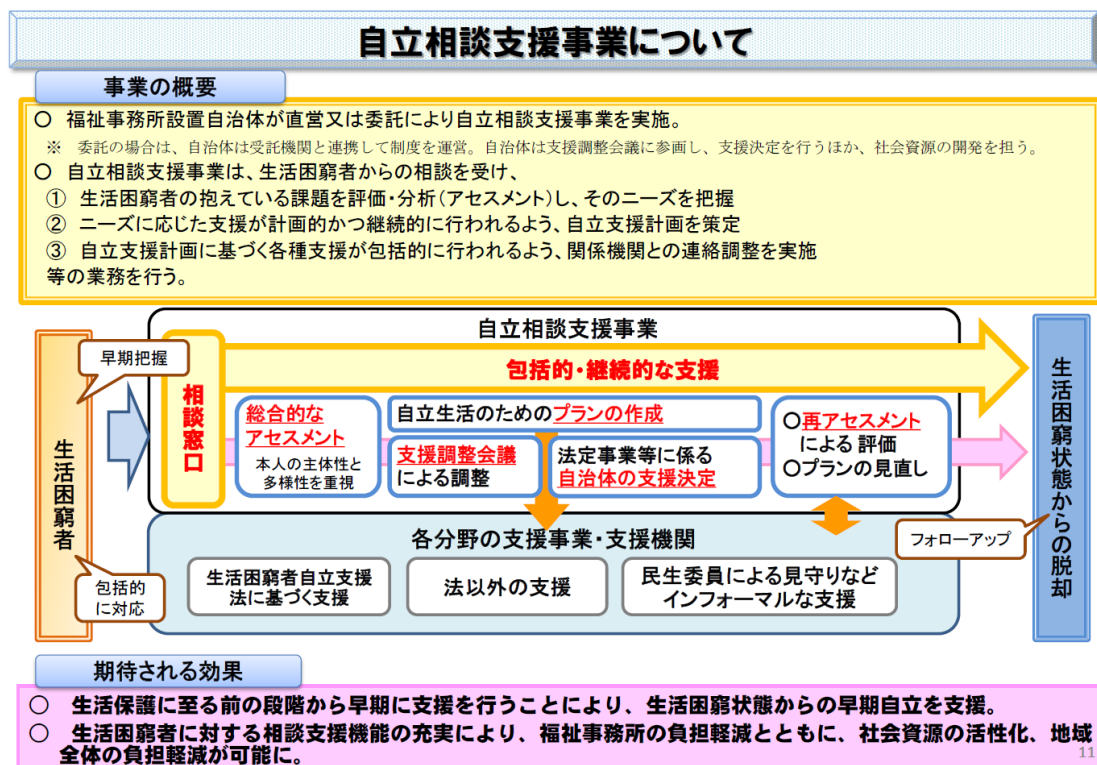 自立相談支援事業について
事業の概要
○ 福祉事務所設置自治体が直営又は委託により自立相談支援事業を実施。
※ 委託の場合は、自治体は受託機関と連携して制度を運営。自治体は支援調整会議に参画し、支援決定を行うほか、社会資源の開発を担う。
○ 自立相談支援事業は、生活困窮者からの相談を受け、
① 生活困窮者の抱えている課題を評価・分析(アセスメント)し、そのニーズを把握
② ニーズに応じた支援が計画的かつ継続的に行われるよう、自立支援計画を策定
③ 自立支援計画に基づく各種支援が包括的に行われるよう、関係機関との連絡調整を実施
等の業務を行う。
生活困窮者
早期把握
包括的
に対応
自立相談支援事業
相談窓口
包括的・継続的な支援
総合的な
アセスメント
本人の主体性と
多様性を重視
自立生活のためのプランの作成
支援調整会議
による調整
法定事業等に係る
自治体の支援決定
○再アセスメント
による 評価
○プランの見直し
各分野の支援事業・支援機関
生活困窮者自立支援
法に基づく支援
法以外の支援
民生委員による見守りなど
インフォーマルな支援
フォローアップ
生活困窮状態からの脱却
期待される効果
○ 生活保護に至る前の段階から早期に支援を行うことにより、生活困窮状態からの早期自立を支援。
○ 生活困窮者に対する相談支援機能の充実により、福祉事務所の負担軽減とともに、社会資源の活性化、地域
全体の負担軽減が可能に。
11